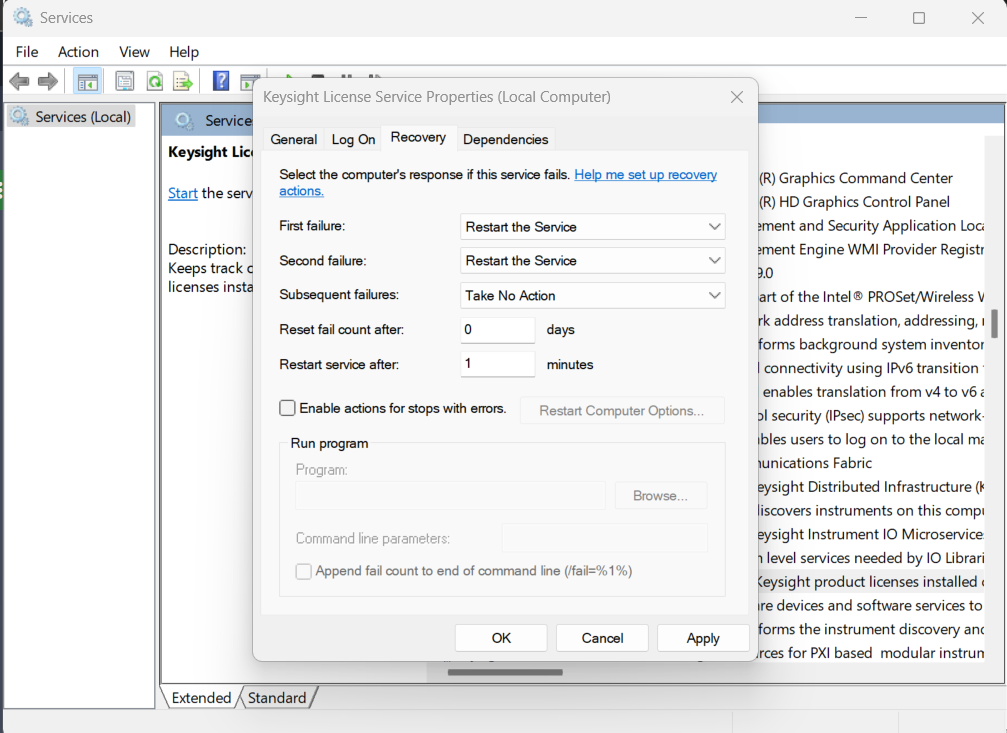 Services
File Action View Help
Services (Local)
Services
Keysight Lic
Start the serv
Description:
Keeps track o
licenses insta
Keysight License Service Properties (Local Computer)
General Log On Recovery Dependencies
Select the computer's response if this service fails. Help me set up recovery
actions.
First failure: Restart the Service
Second failure: Restart the Service
Subsequent failures: Take No Action
Reset fail count after: 0 days
Restart service after: 1 minutes
Enable actions for stops with errors. Restart Computer Options...
Run program
Program:
Browse...
Command line parameters:
Append fail count to end of command line (/fail=%1%)
OK Cancel Apply
(R) Graphics Command Center
(R) HD Graphics Control Panel
ement and Security Application Loca
ement Engine WMI Provider Registr
9.0
art of the Intel® PROSet/Wireless W
rk address translation, addressing,
forms background system inventor
connectivity using IPv6 transition
enables translation from v4 to v6 a
ol security (IPsec) supports network-
bles users to log on to the local ma
unications Fabric
eysight Distributed Infrastructure (K
iscovers instruments on this compu
eysight Instrument IO Microservice
level services needed by IO Librari
Keysight product licenses installed
re devices and software services to
forms the instrument discovery and
rces for PXI based modular instrum
Extended Standard